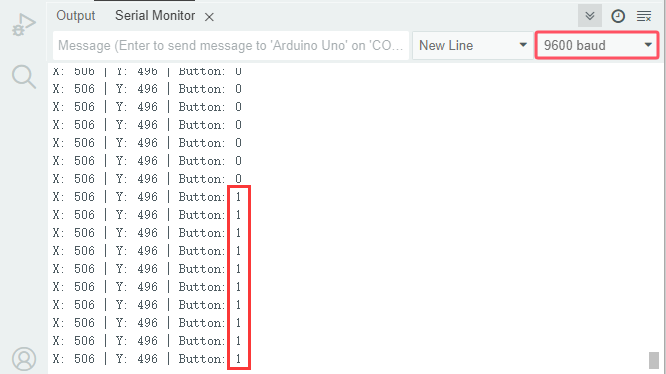 Output Serial Monitor
Message (Enter to send message to 'Arduino Uno' on 'CO... New Line 9600 baud
X: 506 | Y: 496 | Button: 0
X: 506 | Y: 496 | Button: 0
X: 506 | Y: 496 | Button: 0
X: 506 | Y: 496 | Button: 0
X: 506 | Y: 496 | Button: 0
X: 506 | Y: 496 | Button: 0
X: 506 | Y: 496 | Button: 0
X: 506 | Y: 496 | Button: 1
X: 506 | Y: 496 | Button: 1
X: 506 | Y: 496 | Button: 1
X: 506 | Y: 496 | Button: 1
X: 506 | Y: 496 | Button: 1
X: 506 | Y: 496 | Button: 1
X: 506 | Y: 496 | Button: 1
X: 506 | Y: 496 | Button: 1
X: 506 | Y: 496 | Button: 1
X: 506 | Y: 496 | Button: 1